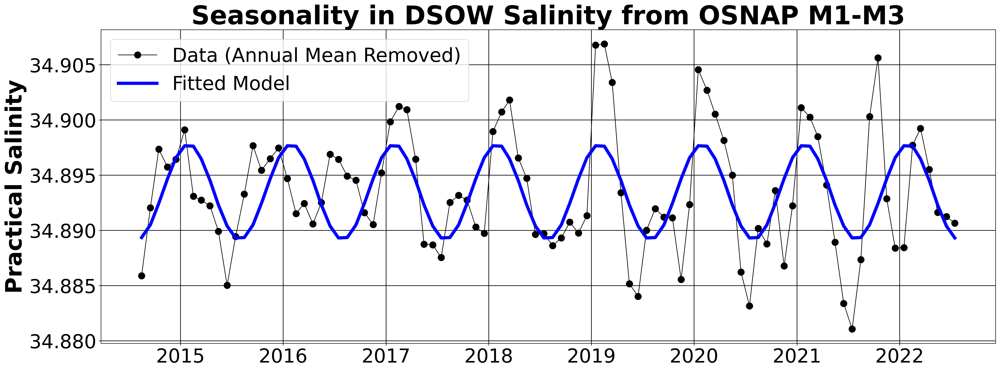 Seasonality in DSOW Salinity from OSNAP M1-M3
Practical Salinity
34.905
34.900
34.895
34.890
34.885
34.880
Data (Annual Mean Removed)
Fitted Model
2015 2016 2017 2018 2019 2020 2021 2022